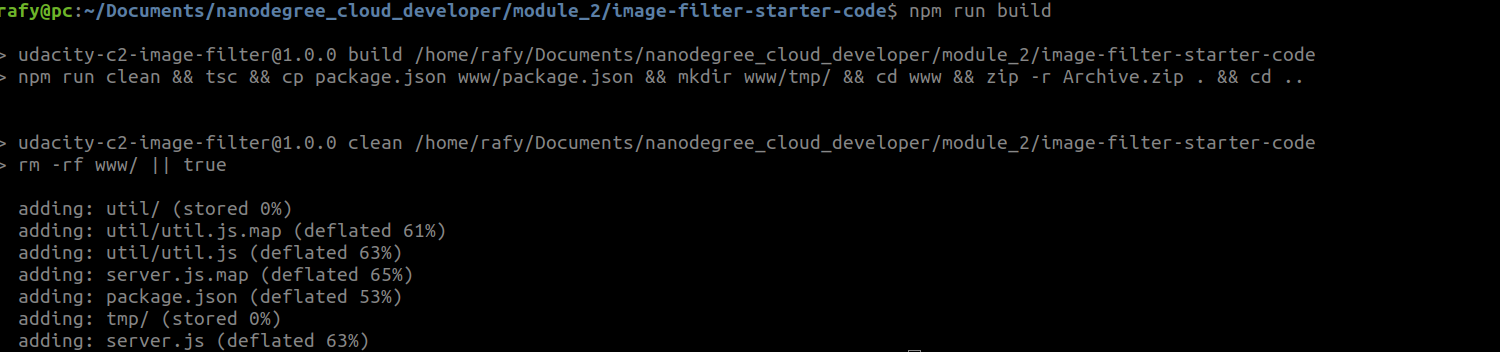 rafy@pc:~/Documents/nanodegree_cloud_developer/module_2/image-filter-starter-code$ npm run build
> udacity-c2-image-filter@1.0.0 build /home/rafy/Documents/nanodegree_cloud_developer/module_2/image-filter-starter-code
> npm run clean && tsc && cp package.json www/package.json && mkdir www/tmp/ && cd www && zip -r Archive.zip . && cd ..
> udacity-c2-image-filter@1.0.0 clean /home/rafy/Documents/nanodegree_cloud_developer/module_2/image-filter-starter-code
> rm -rf www/ || true
adding: util/ (stored 0%)
adding: util/util.js.map (deflated 61%)
adding: util/util.js (deflated 63%)
adding: server.js.map (deflated 65%)
adding: package.json (deflated 53%)
adding: tmp/ (stored 0%)
adding: server.js (deflated 63%)